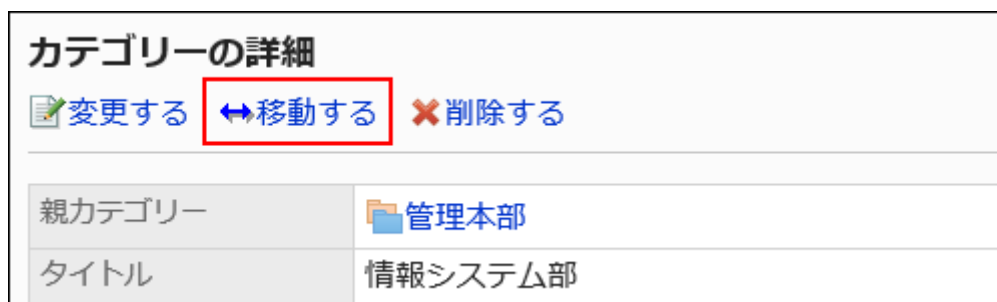 カテゴリーの詳細
変更する 移動する 削除する
親カテゴリー 管理本部
タイトル 情報システム部